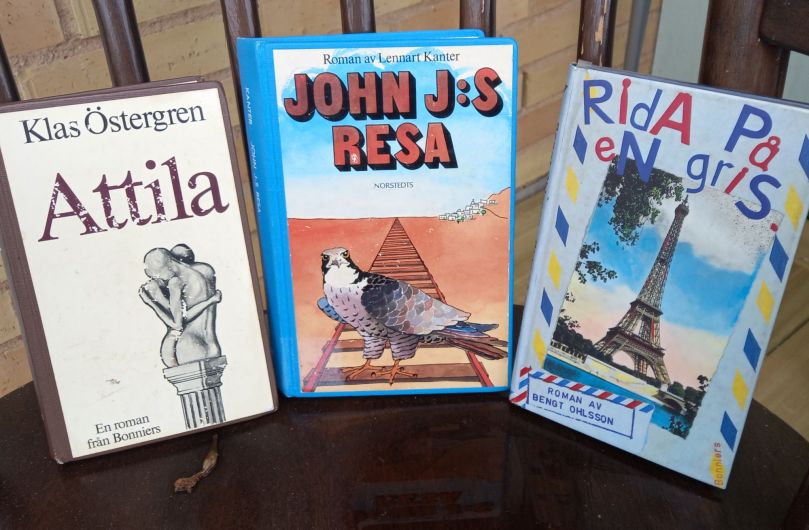 Klas Östergren
Attila
En roman
från Bonniers
KANTER JOHN J:S RESA
Roman av Lennart Kanter
JOHN J:S
RESA
NORSTEDTS
RidA På
eN griS.
ROMAN AV
BENGT OHLSSON
Bonniers